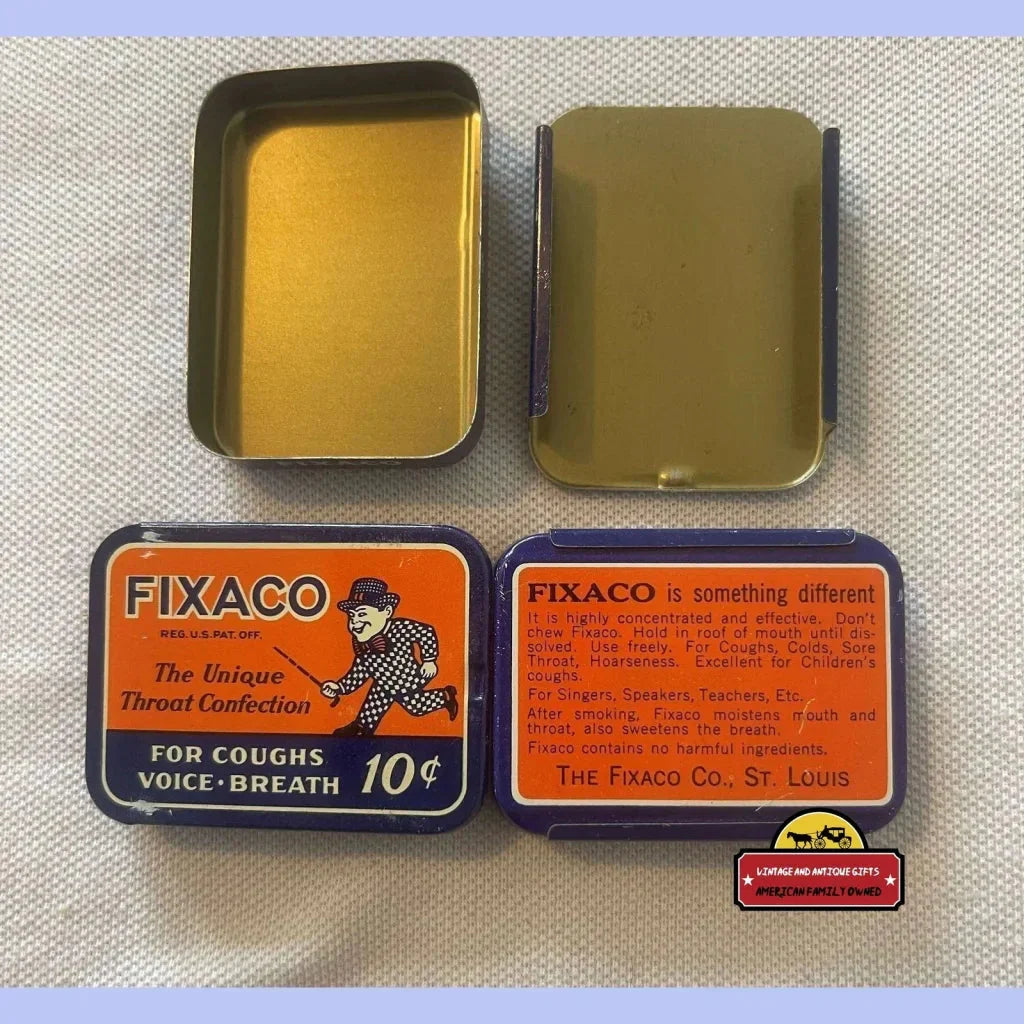 FIXACO
FIXACO
REG. U.S. PAT. OFF.
The Unique
Throat Confection
FOR COUGHS
VOICE • BREATH 10¢
FIXACO is something different
It is highly concentrated and effective. Don't
chew Fixaco. Hold in roof of mouth until dis-
solved. Use freely. For Coughs, Colds, Sore
Throat, Hoarseness. Excellent for Children's
coughs.
For Singers, Speakers, Teachers, Etc.
After smoking, Fixaco moistens mouth and
throat, also sweetens the breath.
Fixaco contains no harmful ingredients.
THE FIXACO CO., ST. LOUIS
VINTAGE AND ANTIQUE GIFTS
AMERICAN FAMILY OWNED